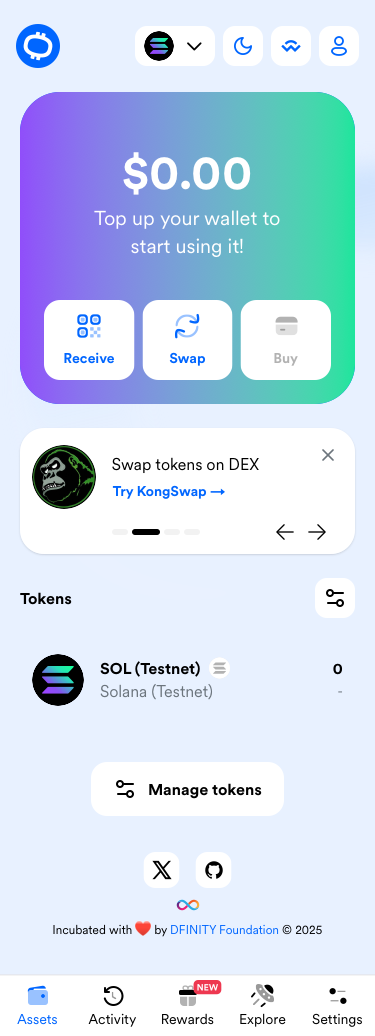 $0.00
Top up your wallet to
start using it!
Receive
Swap
Buy
Swap tokens on DEX
Try KongSwap →
Tokens
SOL (Testnet)
0
Solana (Testnet)
-
Manage tokens
Incubated with ❤️ by DFINITY Foundation © 2025
NEW
Assets
Activity
Rewards
Explore
Settings